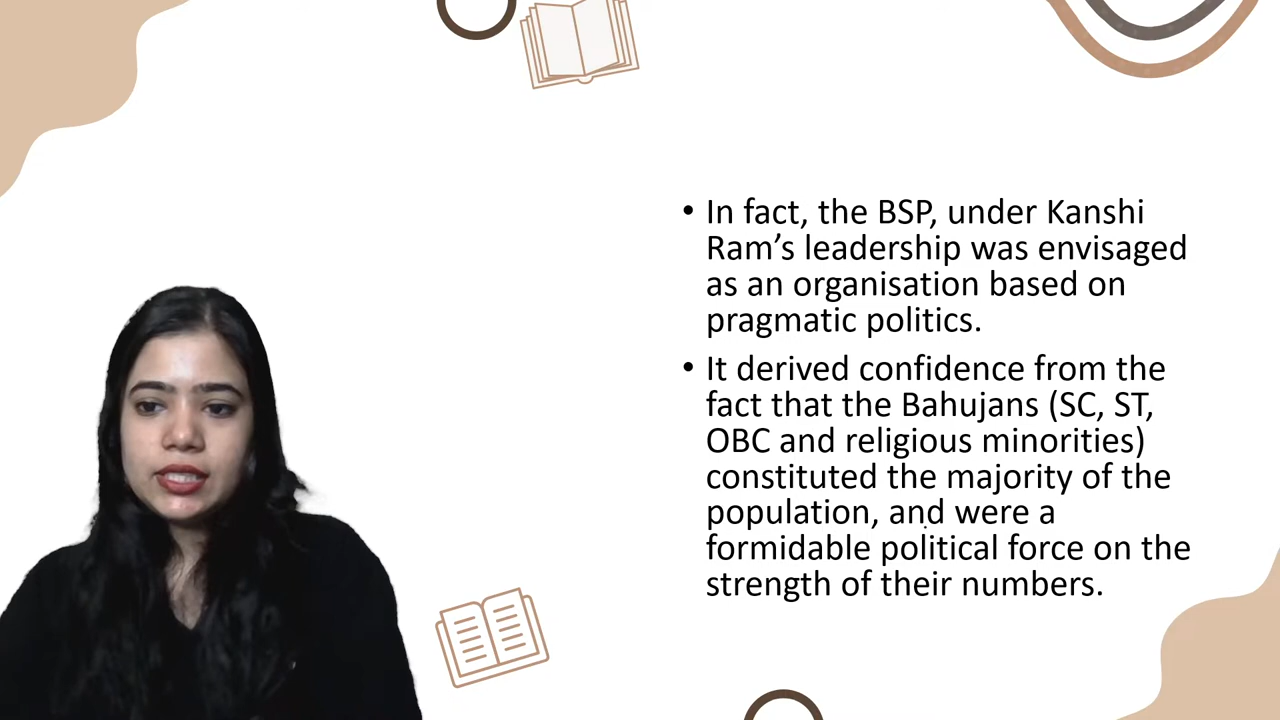 • In fact, the BSP, under Kanshi
Ram’s leadership was envisaged
as an organisation based on
pragmatic politics.
• It derived confidence from the
fact that the Bahujans (SC, ST,
OBC and religious minorities)
constituted the majority of the
population, and were a
formidable political force on the
strength of their numbers.